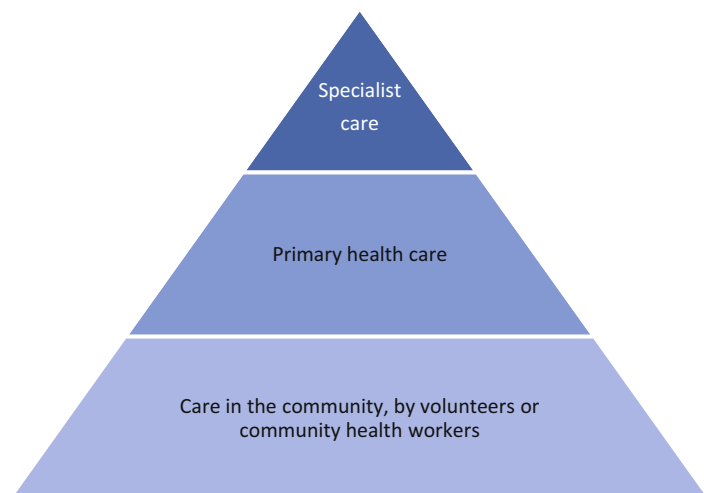 Specialist
care
Primary health care
Care in the community, by volunteers or
community health workers